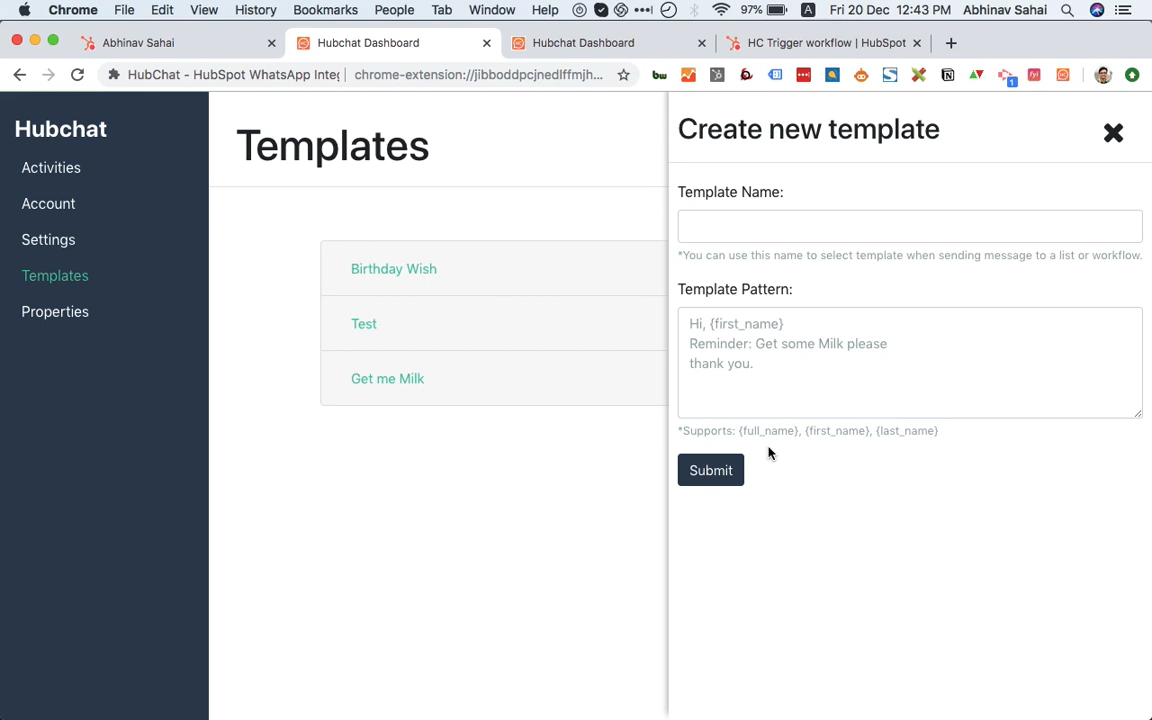 Chrome File Edit View History Bookmarks People Tab Window Help 97% A Fri 20 Dec 12:43 PM Abhinav Sahai
Abhinav Sahai Hubchat Dashboard Hubchat Dashboard HC Trigger workflow | HubSpot
HubChat - HubSpot WhatsApp Inte chrome-extension://jibboddpcjnedlffmjh... bw fyi 1
Hubchat
Activities
Account
Settings
Templates
Properties
Templates
Birthday Wish
Test
Get me Milk
Create new template
Template Name:
*You can use this name to select template when sending message to a list or workflow.
Template Pattern:
Hi, {first_name}
Reminder: Get some Milk please
thank you.
*Supports: {full_name}, {first_name}, {last_name}
Submit